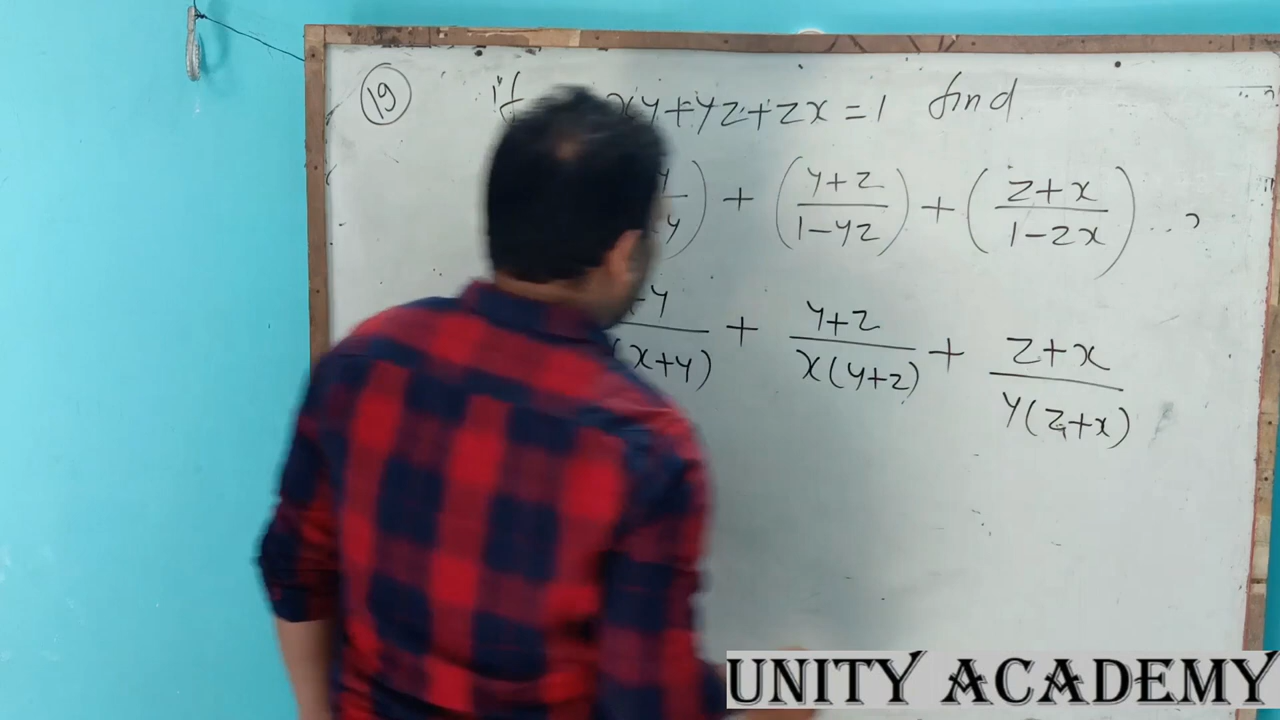 (19) if xy+yz+zx=1 find
y/y) + (y+z/1-yz) + (z+x/1-zx) ..?
-y/(x+y) + y+z/x(y+z) + z+x/y(z+x)
UNITY ACADEMY